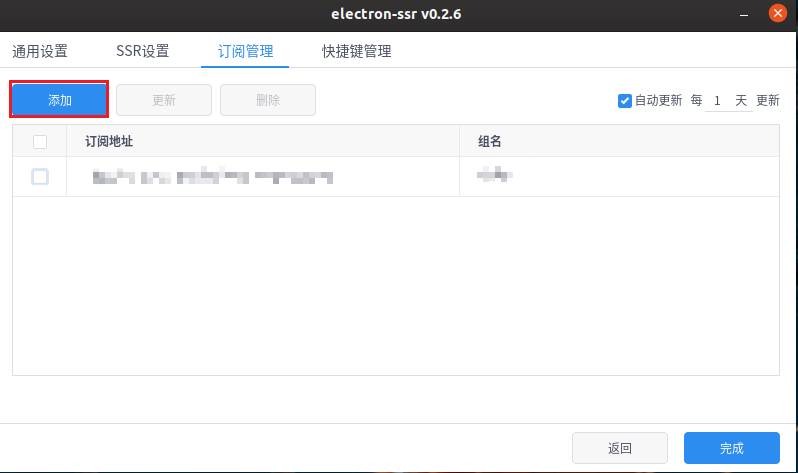 electron-ssr v0.2.6
通用设置 SSR设置 订阅管理 快捷键管理
添加 更新 删除 自动更新 每 1 天 更新
订阅地址 组名
返回 完成